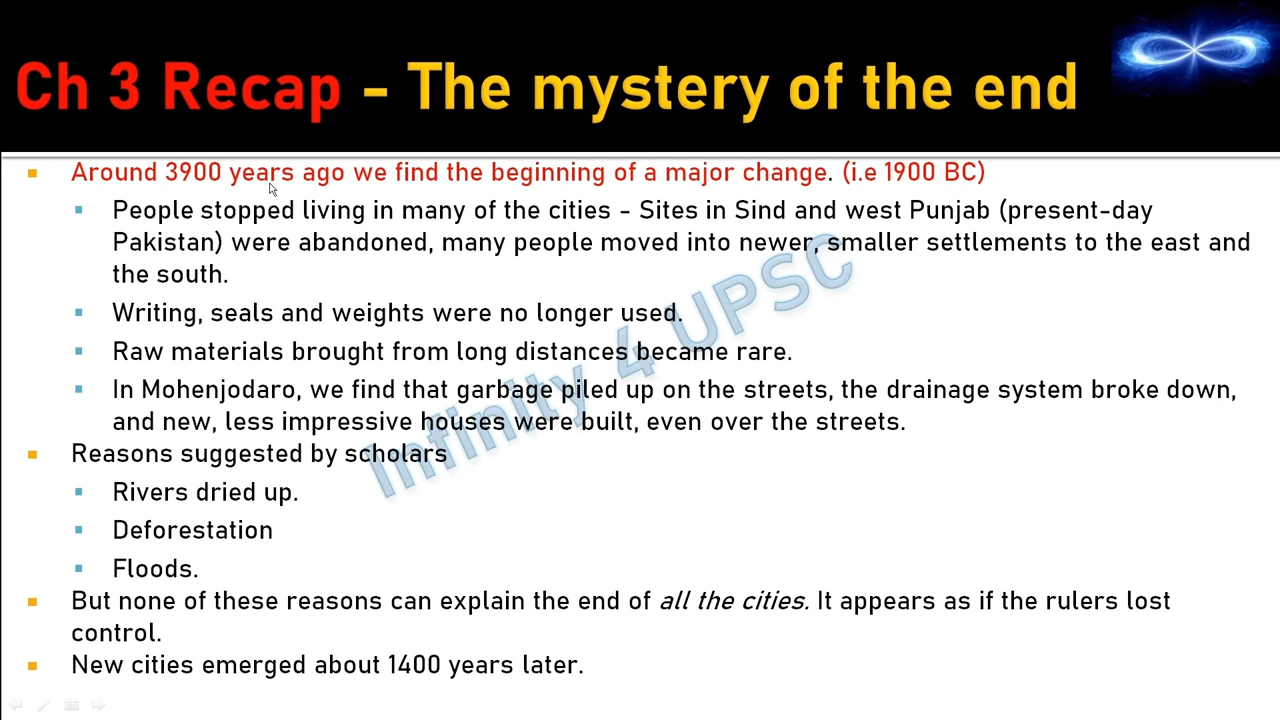 Ch 3 Recap - The mystery of the end
Around 3900 years ago we find the beginning of a major change. (i.e 1900 BC)
People stopped living in many of the cities - Sites in Sind and west Punjab (present-day
Pakistan) were abandoned, many people moved into newer, smaller settlements to the east and
the south.
Writing, seals and weights were no longer used.
Raw materials brought from long distances became rare.
In Mohenjodaro, we find that garbage piled up on the streets, the drainage system broke down,
and new, less impressive houses were built, even over the streets.
Reasons suggested by scholars
Rivers dried up.
Deforestation
Floods.
But none of these reasons can explain the end of all the cities. It appears as if the rulers lost
control.
New cities emerged about 1400 years later.
Infinity 4 UPSC